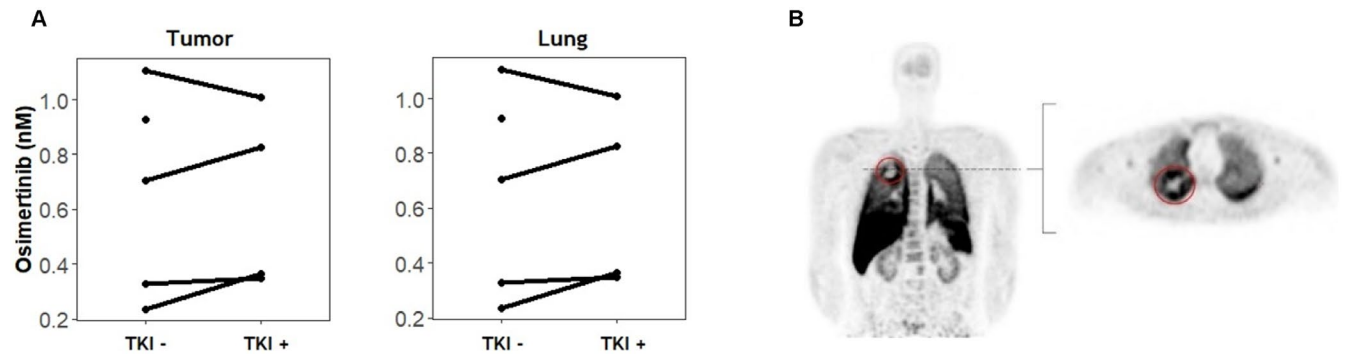 A
B
Tumor
Lung
Osimertinib (nM)
1.0
0.8
0.6
0.4
0.2
TKI -
TKI +
1.0
0.8
0.6
0.4
0.2
TKI -
TKI +